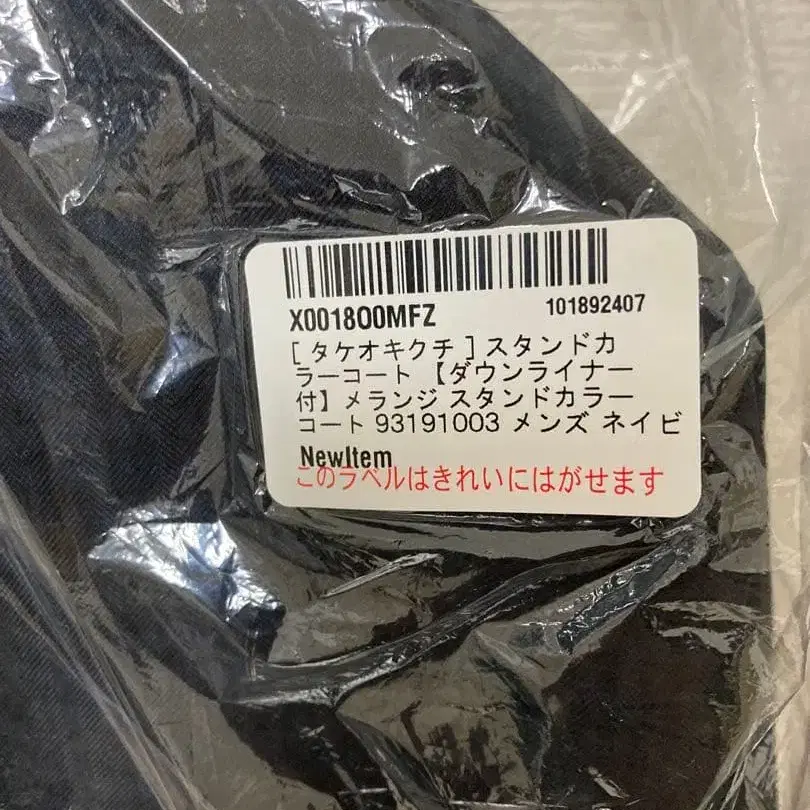 X0018O0MFZ
101892407
[ タケオキクチ ] スタンドカ
ラーコート 【ダウンライナー
付】 メランジ スタンドカラー
コート 93191003 メンズ ネイビ
NewItem
このラベルはきれいにはがせます